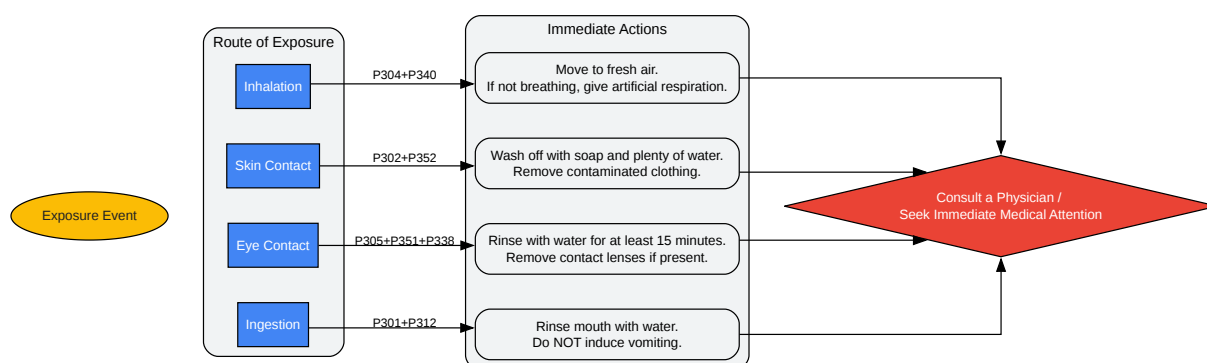 Route of Exposure
Immediate Actions
Inhalation
P304+P340
Move to fresh air.
If not breathing, give artificial respiration.
Skin Contact
P302+P352
Wash off with soap and plenty of water.
Remove contaminated clothing.
Exposure Event
Consult a Physician /
Seek Immediate Medical Attention
Eye Contact
P305+P351+P338
Rinse with water for at least 15 minutes.
Remove contact lenses if present.
Ingestion
P301+P312
Rinse mouth with water.
Do NOT induce vomiting.